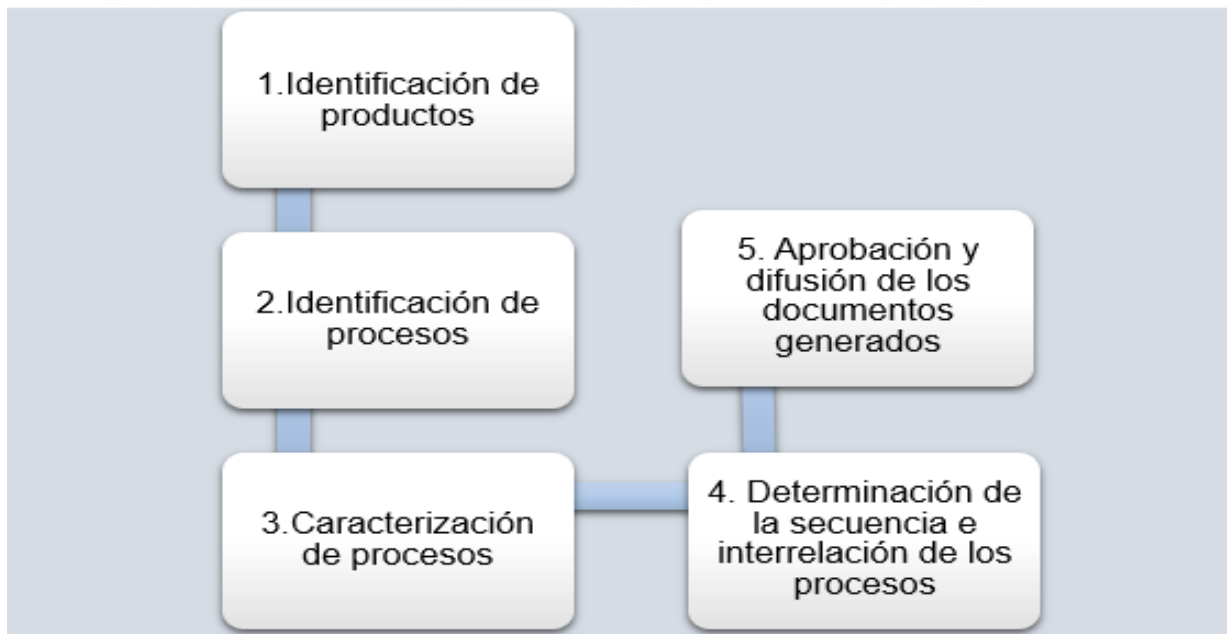 1.Identificación de
productos
2.Identificación de
procesos
3.Caracterización
de procesos
4. Determinación de
la secuencia e
interrelación de los
procesos
5. Aprobación y
difusión de los
documentos
generados